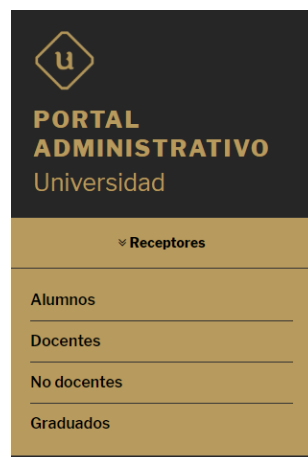 u
PORTAL
ADMINISTRATIVO
Universidad
Receptores
Alumnos
Docentes
No docentes
Graduados